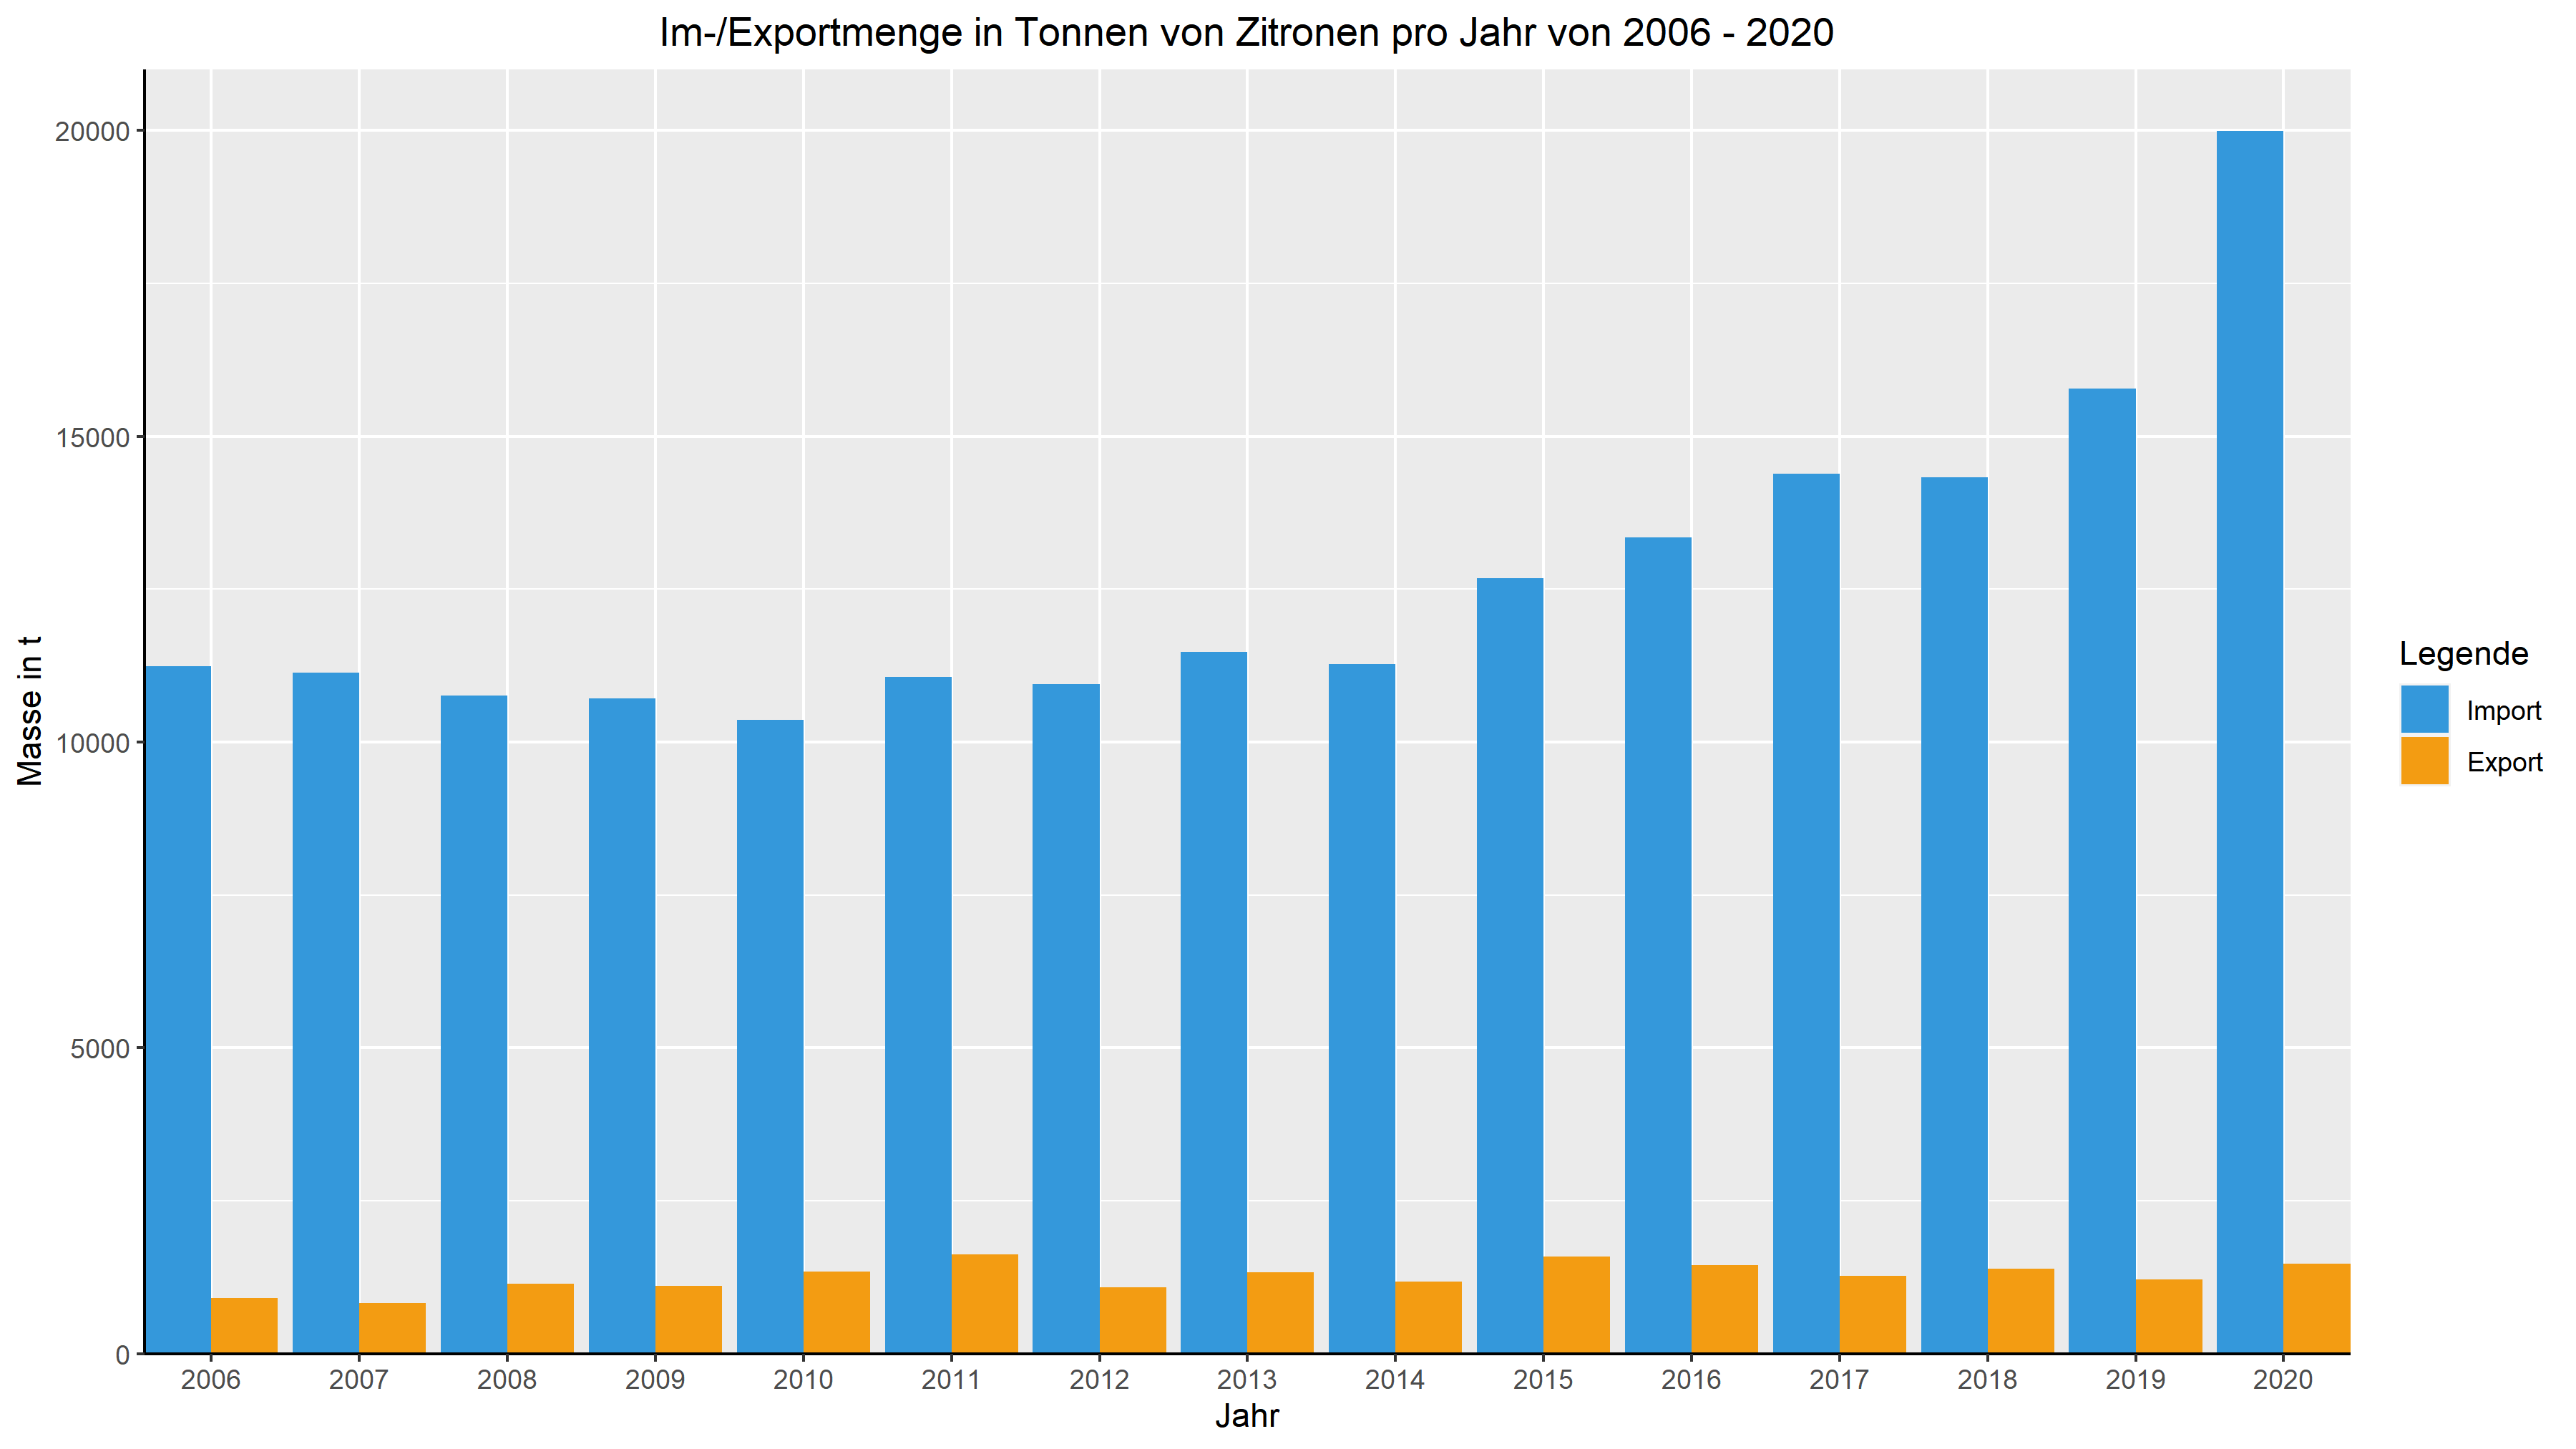 Im-/Exportmenge in Tonnen von Zitronen pro Jahr von 2006 - 2020
Masse in t
20000
15000
10000
5000
0
2006 2007 2008 2009 2010 2011 2012 2013 2014 2015 2016 2017 2018 2019 2020
Jahr
Legende
Import
Export